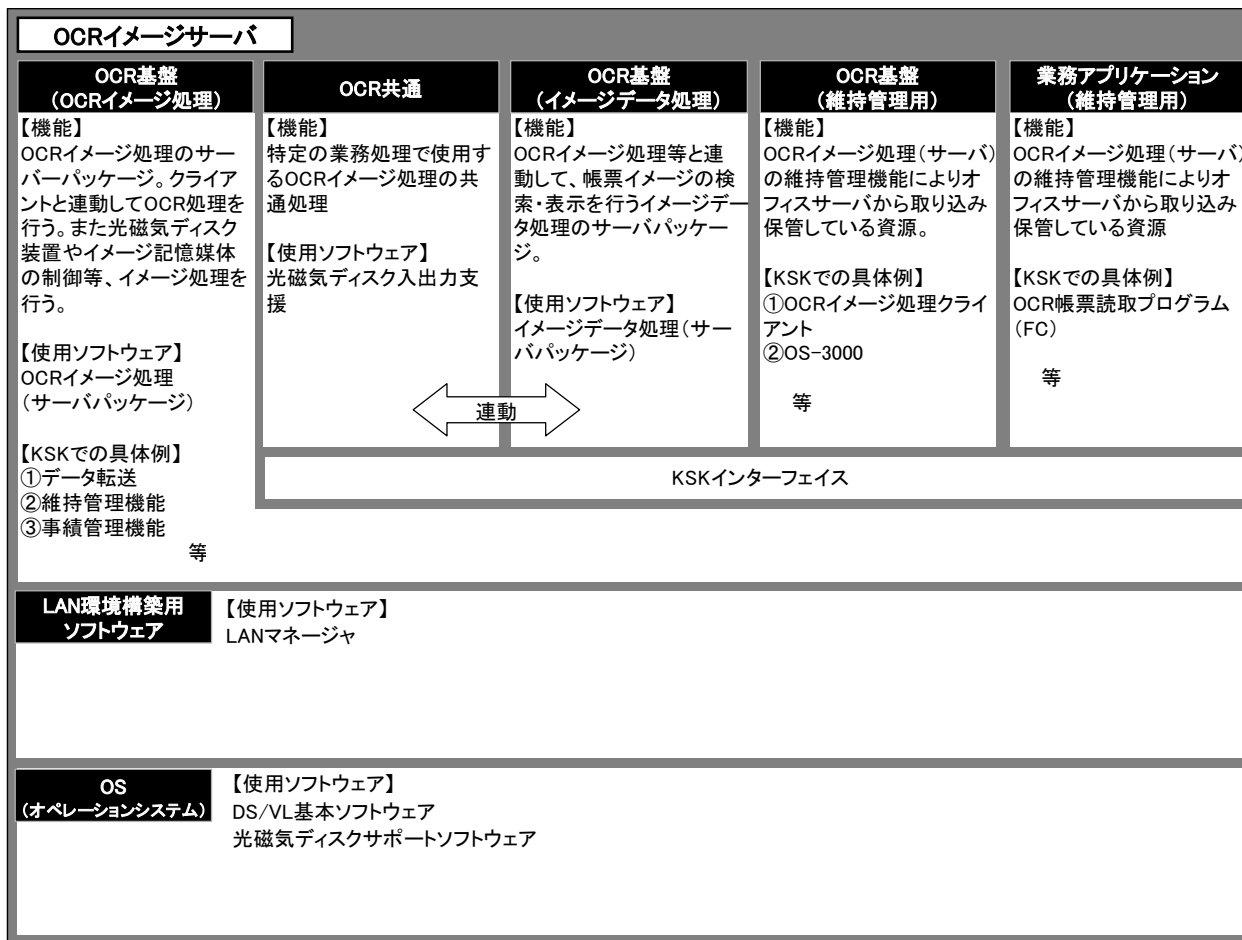 OCRイメージサーバ
OCR基盤
(OCRイメージ処理)
【機能】
OCRイメージ処理のサー
バーパッケージ。クライア
ントと連動してOCR処理を
行う。また光磁気ディスク
装置やイメージ記憶媒体
の制御等、イメージ処理を
行う。
【使用ソフトウェア】
OCRイメージ処理
(サーバパッケージ)
【KSKでの具体例】
①データ転送
②維持管理機能
③事績管理機能
等
OCR共通
【機能】
特定の業務処理で使用す
るOCRイメージ処理の共
通処理
【使用ソフトウェア】
光磁気ディスク入出力支
援
OCR基盤
(イメージデータ処理)
【機能】
OCRイメージ処理等と連
動して、帳票イメージの検
索・表示を行うイメージデー
タ処理のサーバパッケー
ジ。
【使用ソフトウェア】
イメージデータ処理(サー
バパッケージ)
連動
OCR基盤
(維持管理用)
【機能】
OCRイメージ処理(サーバ)
の維持管理機能によりオ
フィスサーバから取り込み
保管している資源。
【KSKでの具体例】
①OCRイメージ処理クライ
アント
②OS-3000
等
業務アプリケーション
(維持管理用)
【機能】
OCRイメージ処理(サーバ)
の維持管理機能によりオ
フィスサーバから取り込み
保管している資源
【KSKでの具体例】
OCR帳票読取プログラム
(FC)
等
KSKインターフェイス
LAN環境構築用
ソフトウェア
【使用ソフトウェア】
LANマネージャ
OS
(オペレーションシステム)
【使用ソフトウェア】
DS/VL基本ソフトウェア
光磁気ディスクサポートソフトウェア